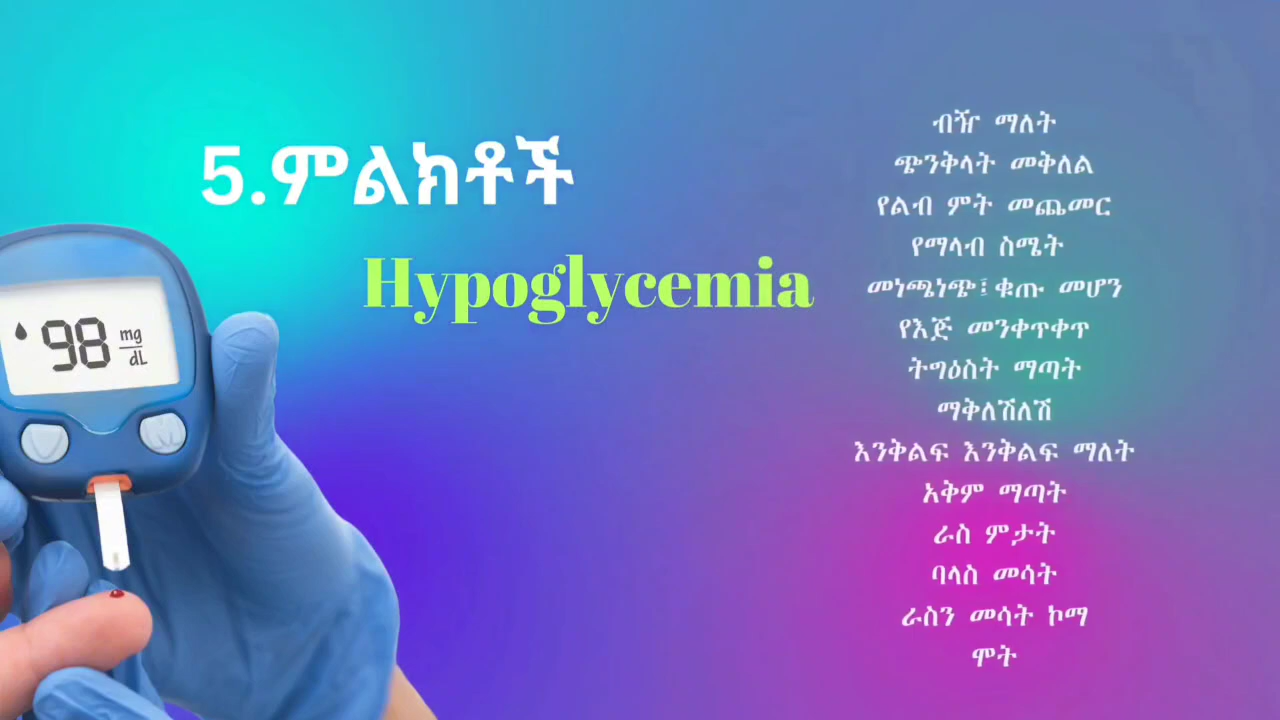 5.ምልክቶች
Hypoglycemia
98 mg/dL
ብዥ ማለት
ጭንቅላት መቅለል
የልብ ምት መጨመር
የማላብ ስሜት
መነጫነጭ፤ቁጡ መሆን
የእጅ መንቀጥቀጥ
ትግዕስት ማጣት
ማቅለሽለሽ
እንቅልፍ እንቅልፍ ማለት
አቅም ማጣት
ራስ ምታት
ባላስ መሳት
ራስን መሳት ኮማ
ሞት